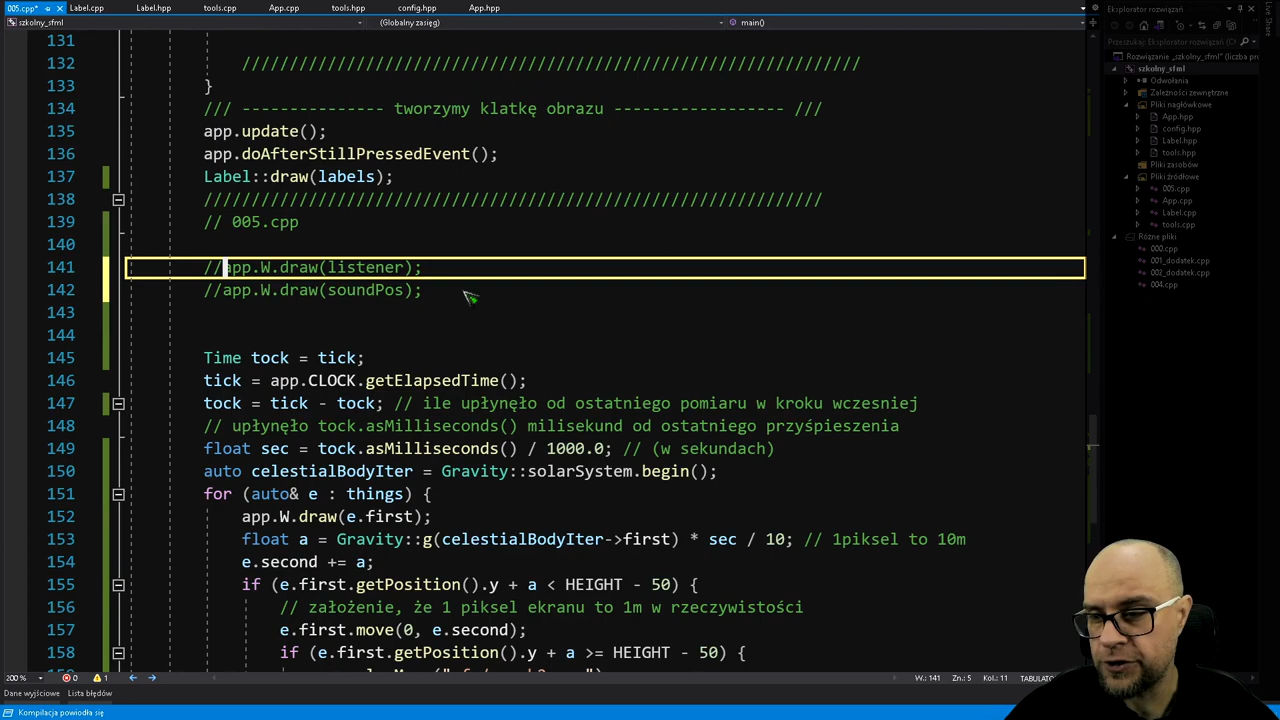 005.cpp*
Label.cpp
Label.hpp
tools.cpp
App.cpp
tools.hpp
config.hpp
App.hpp
szkolny_sfml
(Globalny zasięg)
main()
131
132 //////////////////////////////////////////////////////////////////
133 }
134 /// --------------- tworzymy klatkę obrazu ------------------ ///
135 app.update();
136 app.doAfterStillPressedEvent();
137 Label::draw(labels);
138 //////////////////////////////////////////////////////////////////
139 // 005.cpp
140
141 //app.W.draw(listener);
142 //app.W.draw(soundPos);
143
144
145 Time tock = tick;
146 tick = app.CLOCK.getElapsedTime();
147 tock = tick - tock; // ile upłynęło od ostatniego pomiaru w kroku wczesniej
148 // upłynęło tock.asMilliseconds() milisekund od ostatniego przyśpieszenia
149 float sec = tock.asMilliseconds() / 1000.0; // (w sekundach)
150 auto celestialBodyIter = Gravity::solarSystem.begin();
151 for (auto& e : things) {
152 app.W.draw(e.first);
153 float a = Gravity::g(celestialBodyIter->first) * sec / 10; // 1piksel to 10m
154 e.second += a;
155 if (e.first.getPosition().y + a < HEIGHT - 50) {
156 // założenie, że 1 piksel ekranu to 1m w rzeczywistości
157 e.first.move(0, e.second);
158 if (e.first.getPosition().y + a >= HEIGHT - 50) {
200 %
0
1
W.: 141
Zn.: 5
Kol.: 11
TABULATO
Dane wyjściowe
Lista błędów
Kompilacja powiodła się
Eksplorator rozwiązań
Przeszukaj: Eksplorator rozwiązań (Ct
Rozwiązanie „szkolny_sfml” (liczba pro
szkolny_sfml
Odwołania
Zależności zewnętrzne
Pliki nagłówkowe
App.hpp
config.hpp
Label.hpp
tools.hpp
Pliki zasobów
Pliki źródłowe
005.cpp
App.cpp
Label.cpp
tools.cpp
Różne pliki
000.cpp
001_dodatek.cpp
002_dodatek.cpp
004.cpp
Live Share